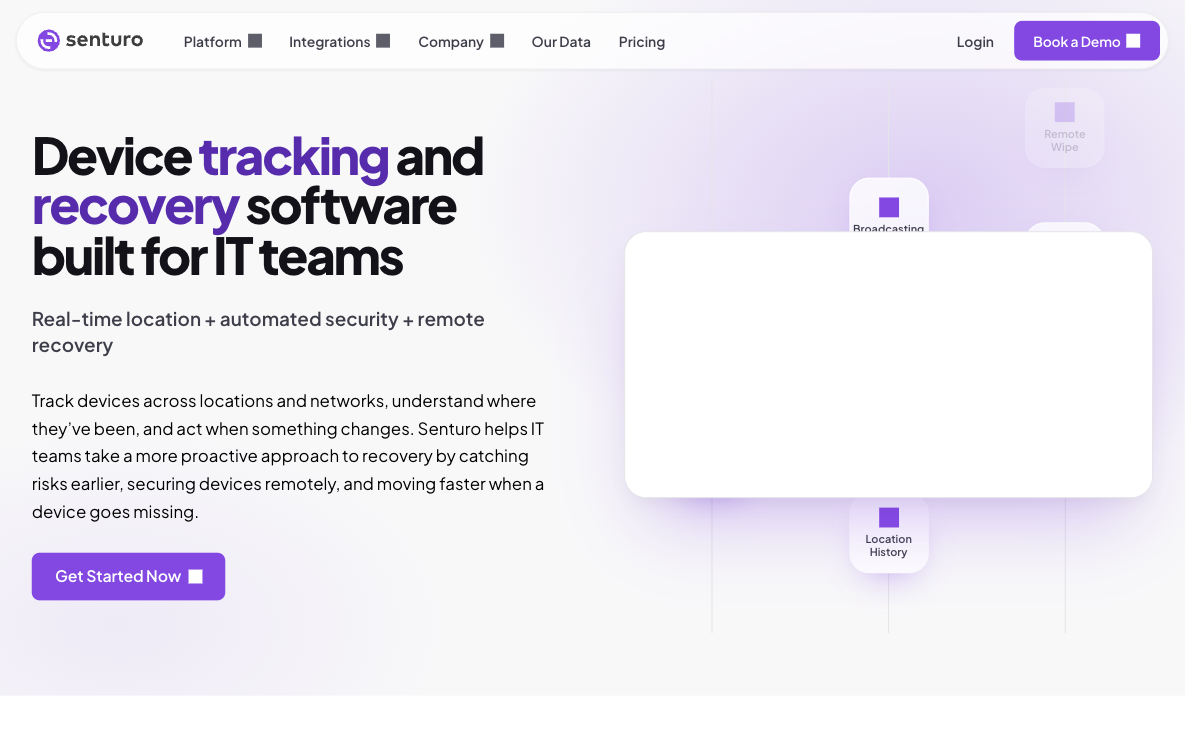 senturo
Platform
Integrations
Company
Our Data
Pricing
Login
Book a Demo
Device tracking and
recovery software
built for IT teams
Real-time location + automated security + remote
recovery
Track devices across locations and networks, understand where
they’ve been, and act when something changes. Senturo helps IT
teams take a more proactive approach to recovery by catching
risks earlier, securing devices remotely, and moving faster when a
device goes missing.
Get Started Now
Remote
Wipe
Broadcasting
Location
History